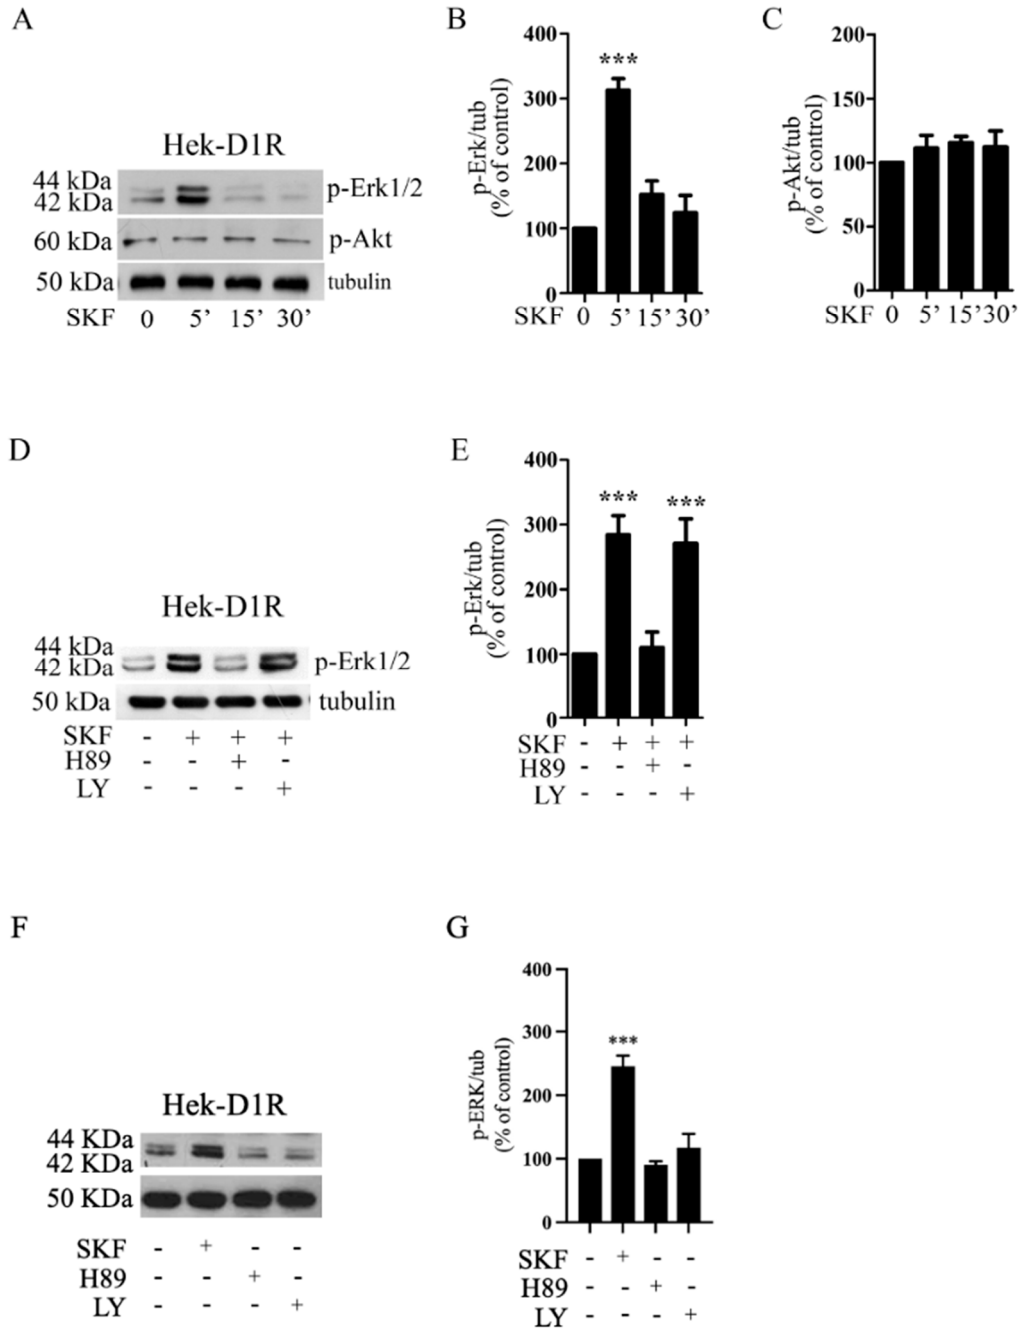 A
Hek-D1R
44 kDa
42 kDa
p-Erk1/2
60 kDa
p-Akt
50 kDa
tubulin
SKF 0 5’ 15’ 30’
B
p-Erk/tub
(% of control)
400
300
200
100
0
***
SKF 0 5’ 15’ 30’
C
p-Akt/tub
(% of control)
200
150
100
50
0
SKF 0 5’ 15’ 30’
D
Hek-D1R
44 kDa
42 kDa
p-Erk1/2
50 kDa
tubulin
SKF - + + +
H89 - - + -
LY - - - +
E
p-Erk/tub
(% of control)
400
300
200
100
0
*** ***
SKF - + + +
H89 - - + -
LY - - - +
F
Hek-D1R
44 KDa
42 KDa
50 KDa
SKF - + - -
H89 - - + -
LY - - - +
G
p-ERK/tub
(% of control)
400
300
200
100
0
***
SKF - + - -
H89 - - + -
LY - - - +